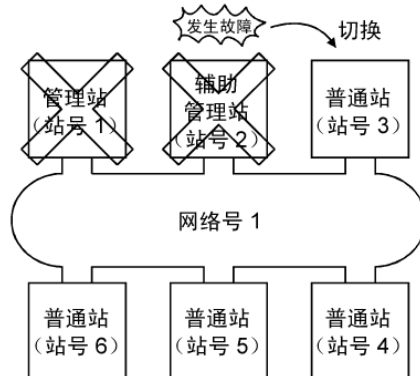 发生故障
切换
管理站
（站号 1）
辅助
管理站
（站号 2）
普通站
（站号 3）
网络号 1
普通站
（站号 6）
普通站
（站号 5）
普通站
（站号 4）